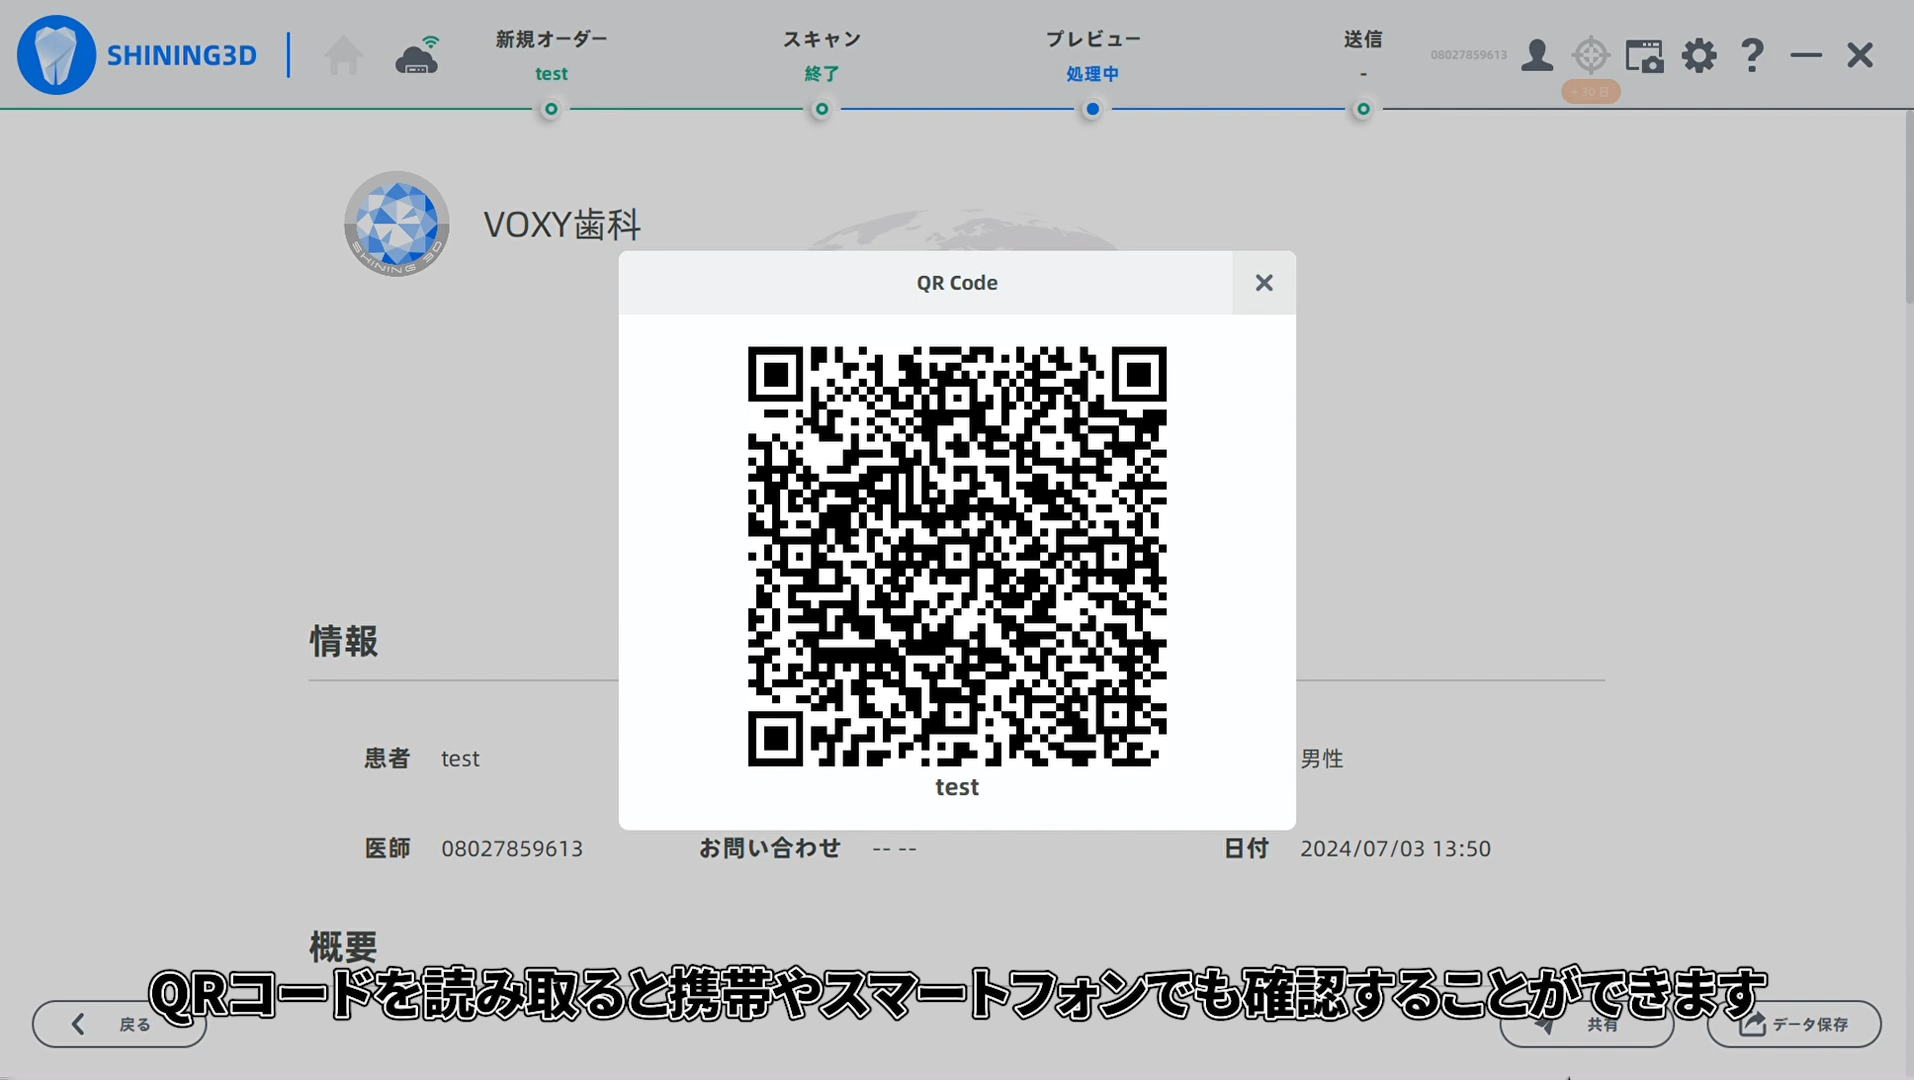 SHINING3D
新規オーダー
test
スキャン
終了
プレビュー
処理中
送信
-
08027859613
+30 日
SHINING 3D
VOXY歯科
QR Code
test
情報
患者 test
男性
医師 08027859613 お問い合わせ -- -- 日付 2024/07/03 13:50
概要
QRコードを読み取ると携帯やスマートフォンでも確認することができます
戻る
共有
データ保存